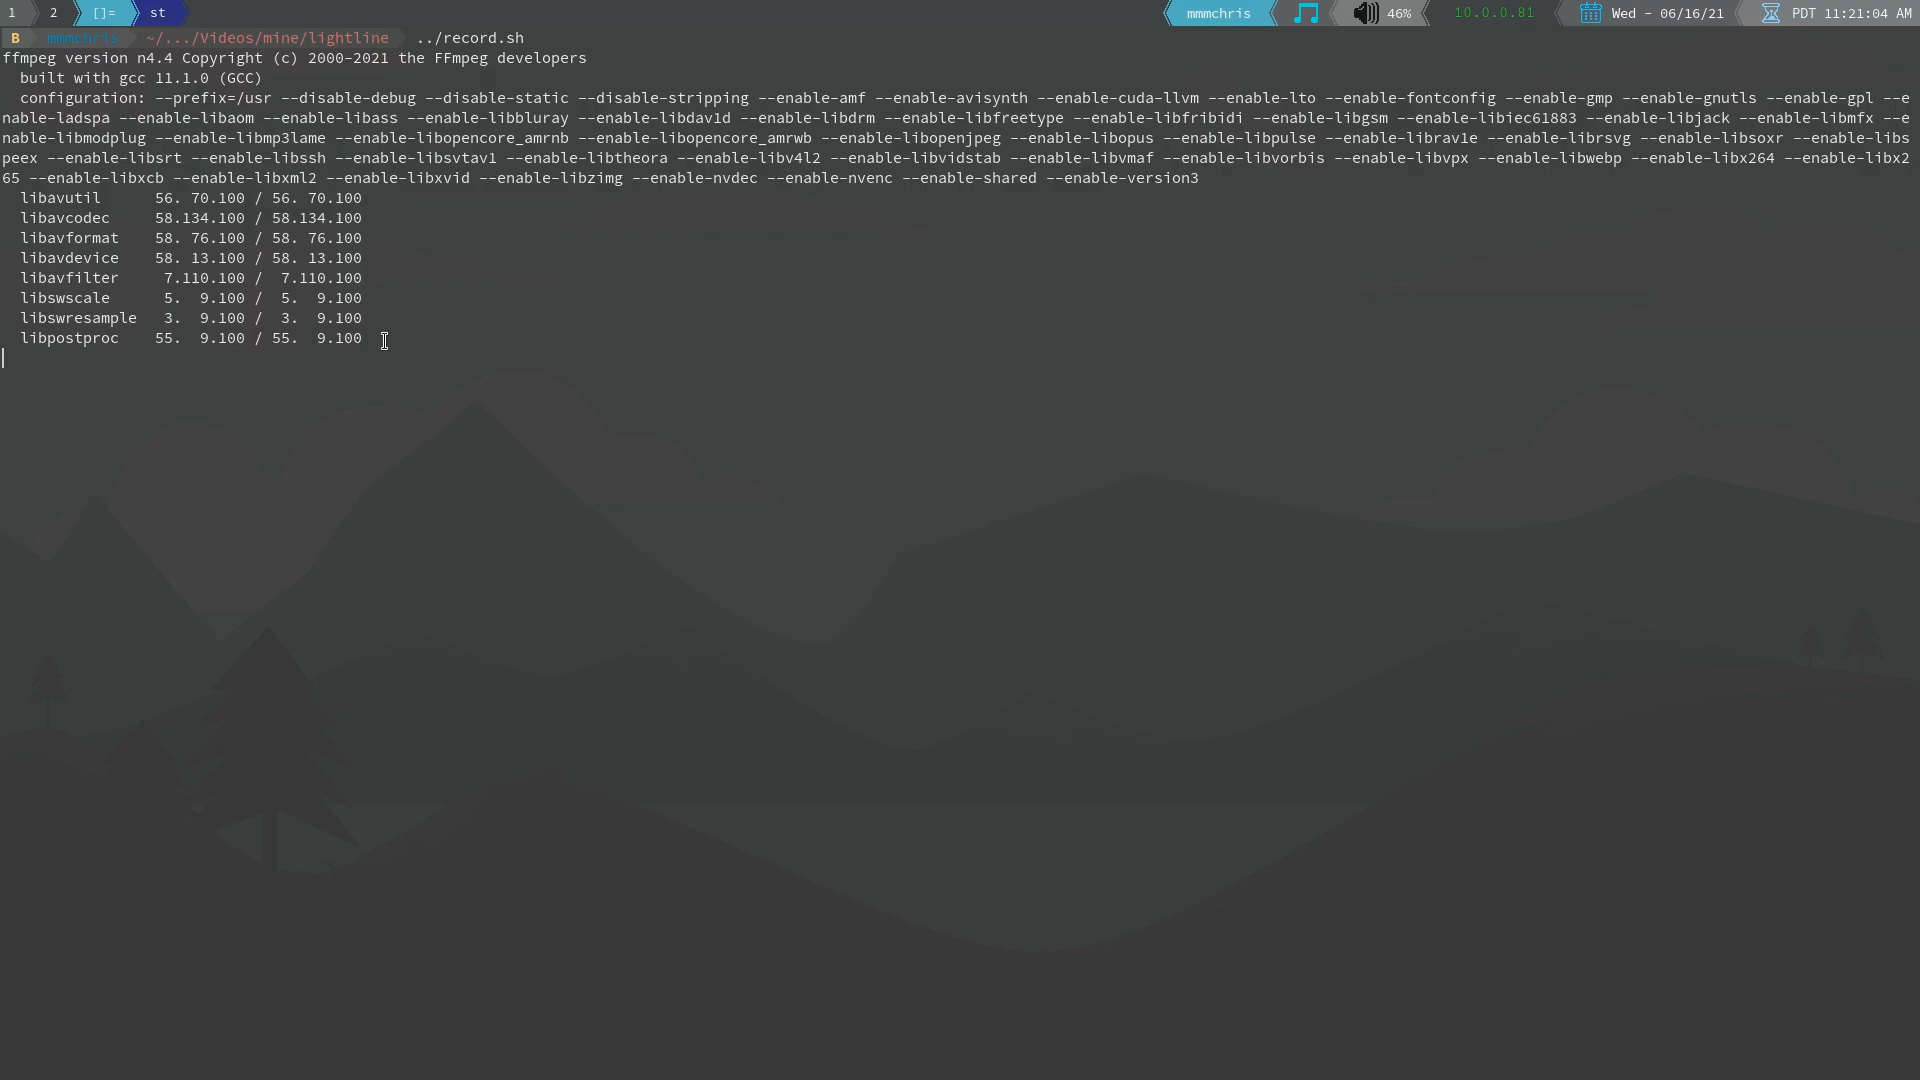 1 2 []= st mmmchris 46% 10.0.0.81 Wed - 06/16/21 PDT 11:21:04 AM
B mmmchris ~/.../Videos/mine/lightline ../record.sh
ffmpeg version n4.4 Copyright (c) 2000-2021 the FFmpeg developers
  built with gcc 11.1.0 (GCC)
  configuration: --prefix=/usr --disable-debug --disable-static --disable-stripping --enable-amf --enable-avisynth --enable-cuda-llvm --enable-lto --enable-fontconfig --enable-gmp --enable-gnutls --enable-gpl --e
nable-ladspa --enable-libaom --enable-libass --enable-libbluray --enable-libdav1d --enable-libdrm --enable-libfreetype --enable-libfribidi --enable-libgsm --enable-libiec61883 --enable-libjack --enable-libmfx --e
nable-libmodplug --enable-libmp3lame --enable-libopencore_amrnb --enable-libopencore_amrwb --enable-libopenjpeg --enable-libopus --enable-libpulse --enable-librav1e --enable-librsvg --enable-libsoxr --enable-libs
peex --enable-libsrt --enable-libssh --enable-libsvtav1 --enable-libtheora --enable-libv4l2 --enable-libvidstab --enable-libvmaf --enable-libvorbis --enable-libvpx --enable-libwebp --enable-libx264 --enable-libx2
65 --enable-libxcb --enable-libxml2 --enable-libxvid --enable-libzimg --enable-nvdec --enable-nvenc --enable-shared --enable-version3
  libavutil      56. 70.100 / 56. 70.100
  libavcodec     58.134.100 / 58.134.100
  libavformat    58. 76.100 / 58. 76.100
  libavdevice    58. 13.100 / 58. 13.100
  libavfilter     7.110.100 /  7.110.100
  libswscale      5.  9.100 /  5.  9.100
  libswresample   3.  9.100 /  3.  9.100
  libpostproc    55.  9.100 / 55.  9.100